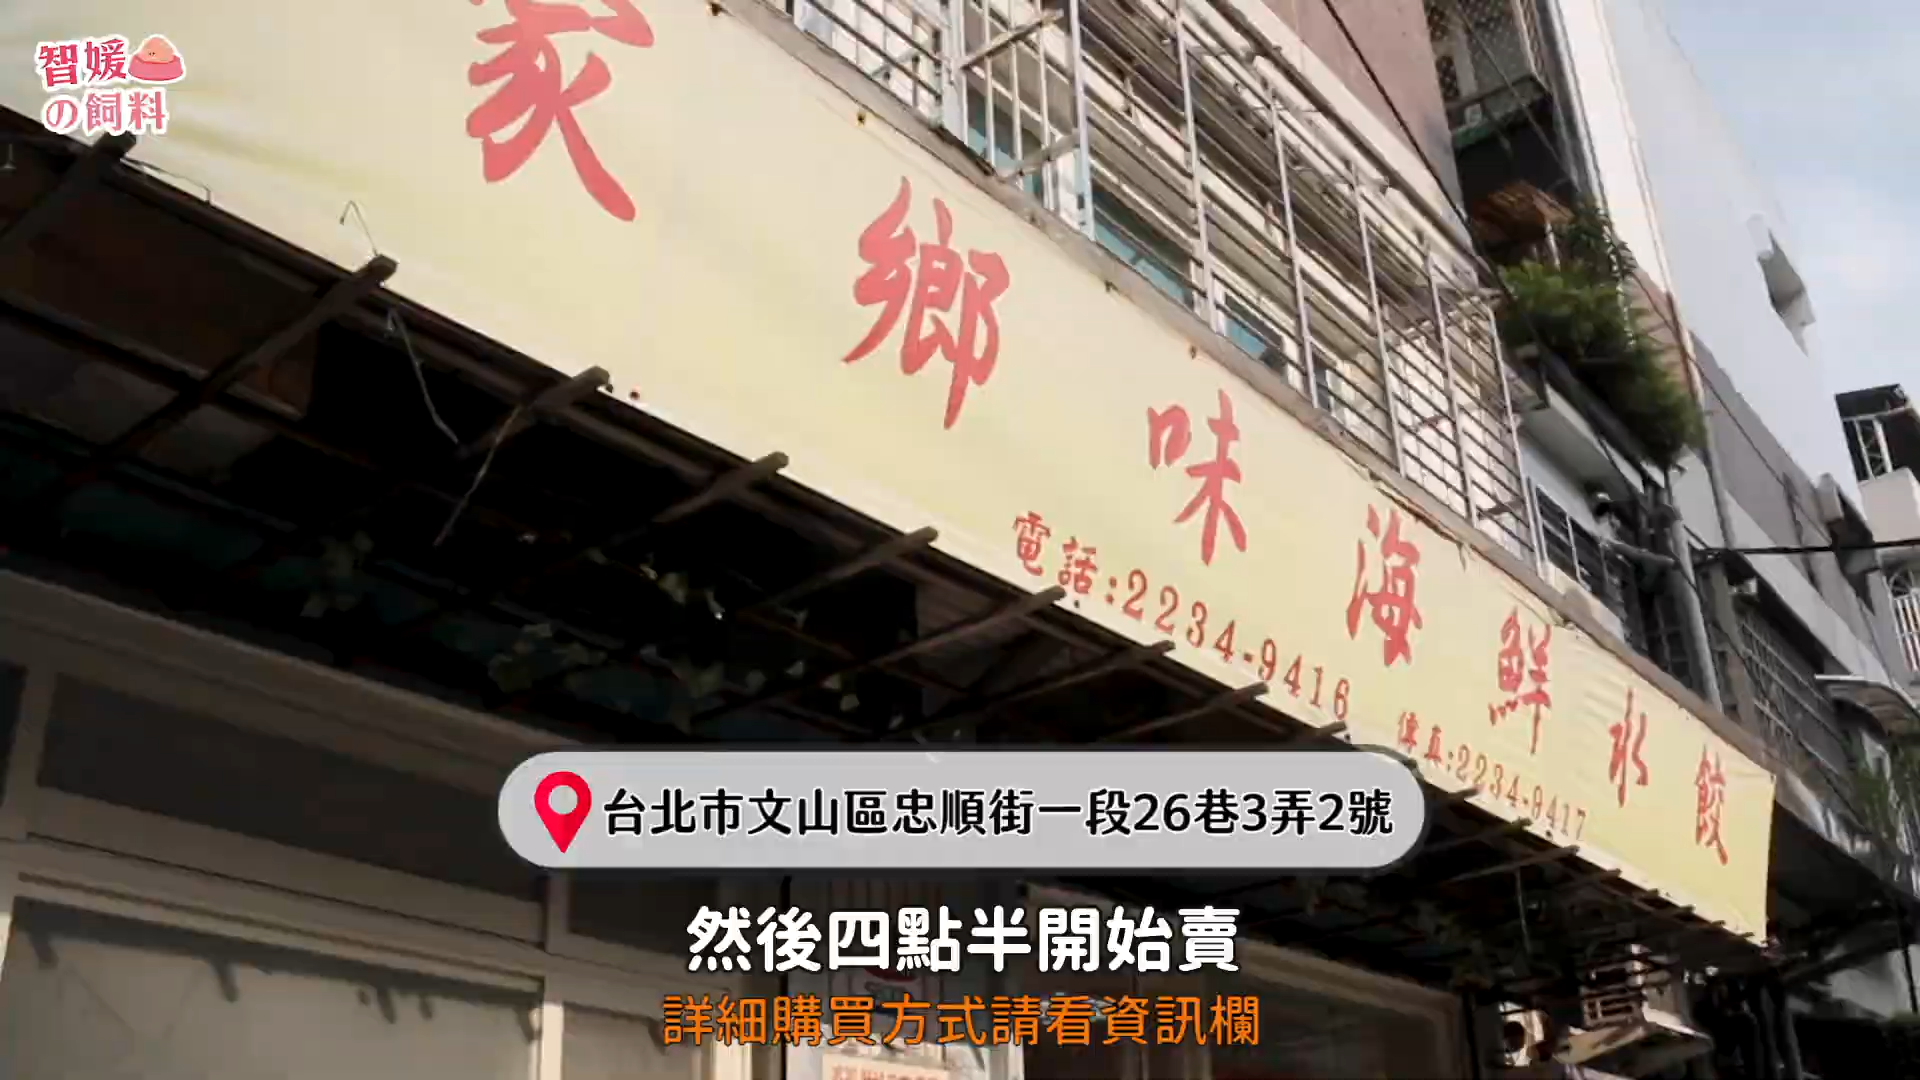 智媛
の飼料
家鄉味海鮮水餃
電話:2234-9416
傳真:2234-9417
台北市文山區忠順街一段26巷3弄2號
然後四點半開始賣
詳細購買方式請看資訊欄